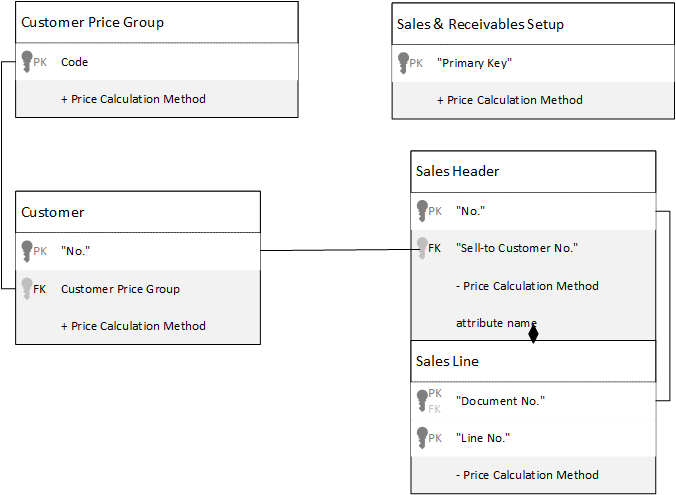 Customer Price Group
PK Code
+ Price Calculation Method
Sales & Receivables Setup
PK "Primary Key"
+ Price Calculation Method
Customer
PK "No."
FK Customer Price Group
+ Price Calculation Method
Sales Header
PK "No."
FK "Sell-to Customer No."
- Price Calculation Method
attribute name
Sales Line
PK
FK
"Document No."
PK "Line No."
- Price Calculation Method